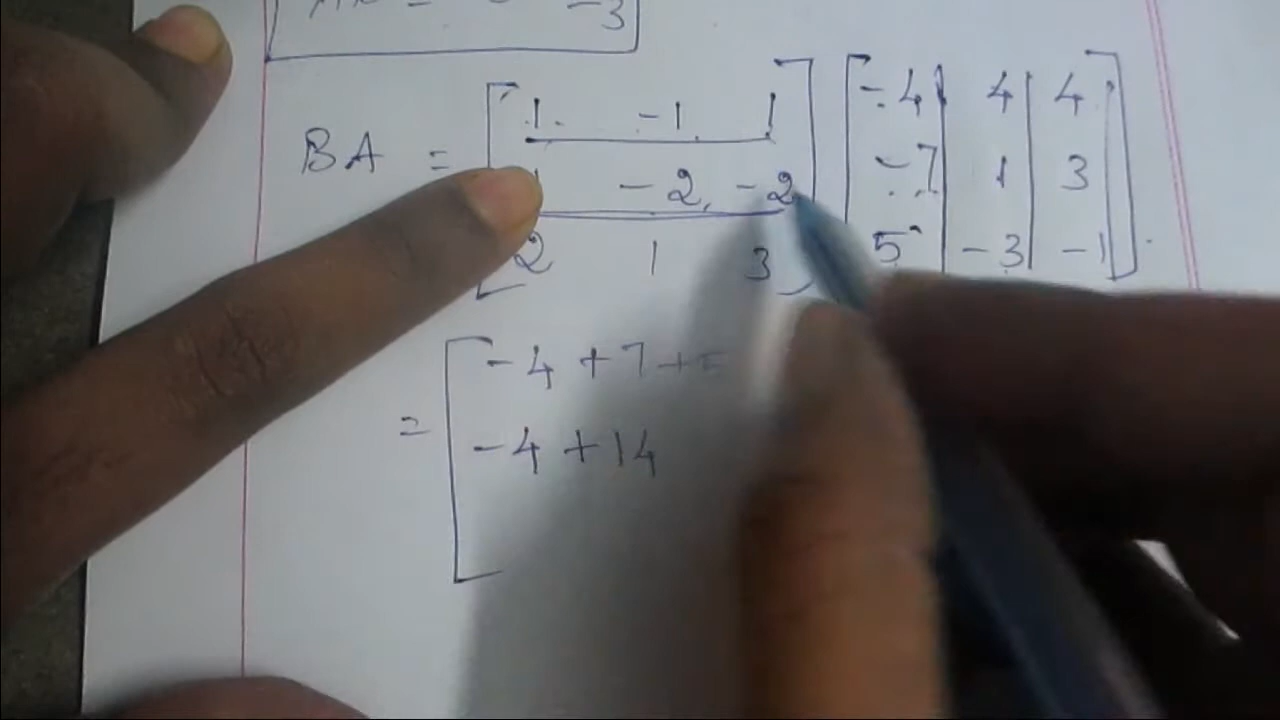 -3
BA = [ 1 -1 1 ] [ -4 4 4 ]
-2 -2 -7 1 3
2 1 3 5 -3 -1
= [ -4 + 7 +
-4 + 14